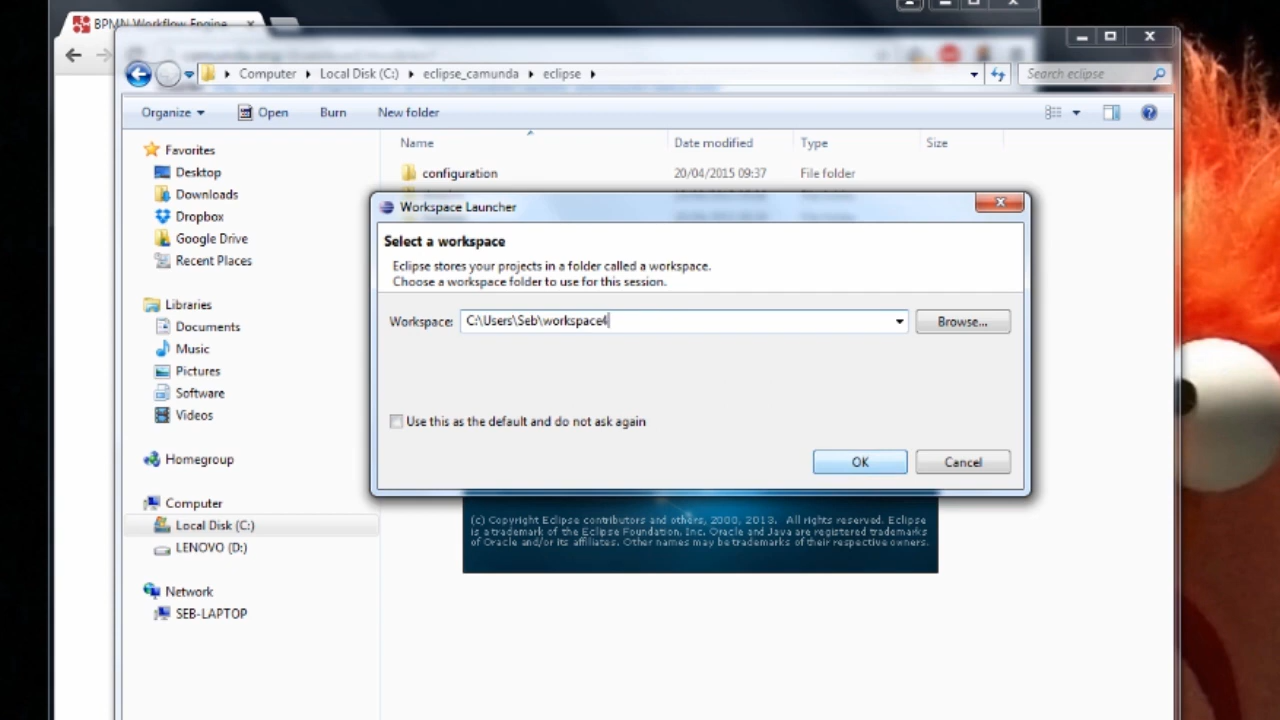 BPMN Workflow Engine
Computer
Local Disk (C:)
eclipse_camunda
eclipse
Search eclipse
Organize
Open
Burn
New folder
Name
Date modified
Type
Size
Favorites
Desktop
Downloads
Dropbox
Google Drive
Recent Places
Libraries
Documents
Music
Pictures
Software
Videos
Homegroup
Computer
Local Disk (C:)
LENOVO (D:)
Network
SEB-LAPTOP
configuration
20/04/2015 09:37
File folder
Workspace Launcher
Select a workspace
Eclipse stores your projects in a folder called a workspace.
Choose a workspace folder to use for this session.
Workspace:
C:\Users\Seb\workspace4
Browse...
Use this as the default and do not ask again
OK
Cancel
(c) Copyright Eclipse contributors and others, 2000, 2013. All rights reserved. Eclipse
is a trademark of the Eclipse Foundation, Inc. Oracle and Java are registered trademarks
of Oracle and/or its affiliates. Other names may be trademarks of their respective owners.